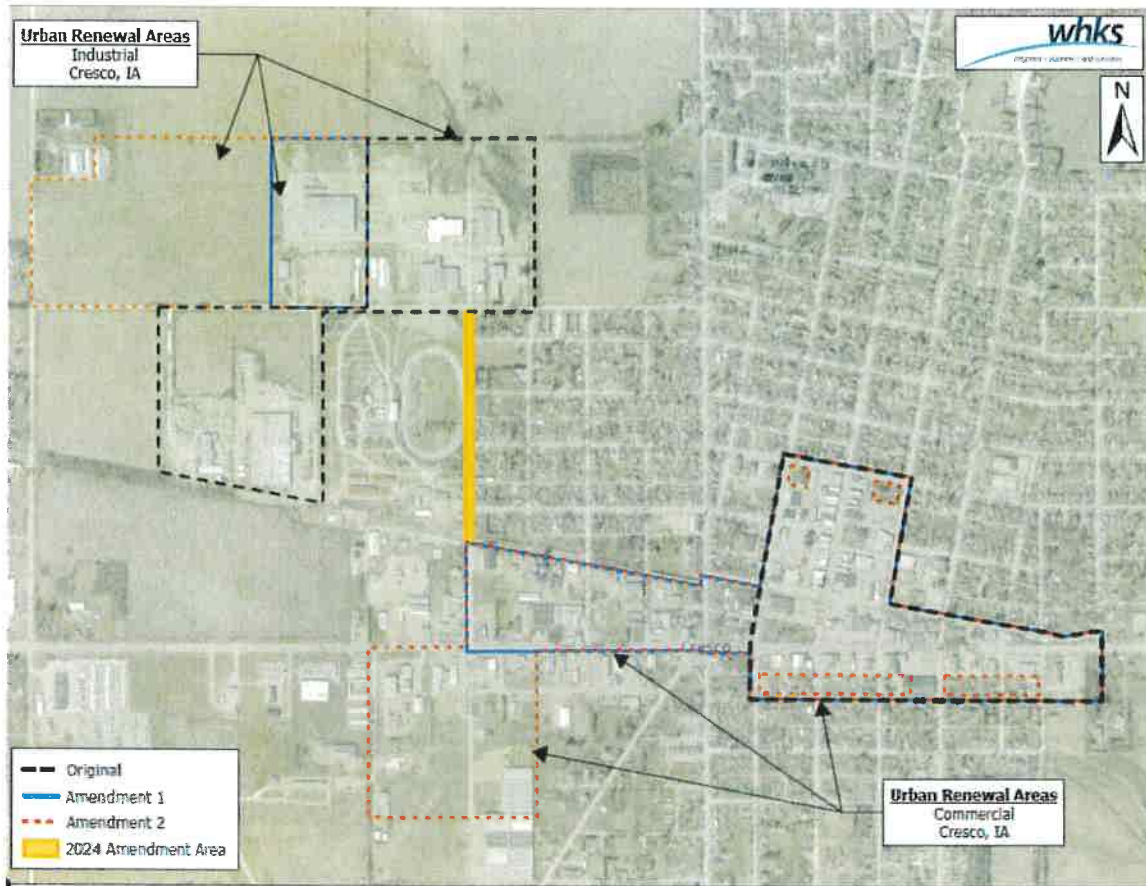 Urban Renewal Areas
Industrial
Cresco, IA
whks
N
Original
Amendment 1
Amendment 2
2024 Amendment Area
Urban Renewal Areas
Commercial
Cresco, IA